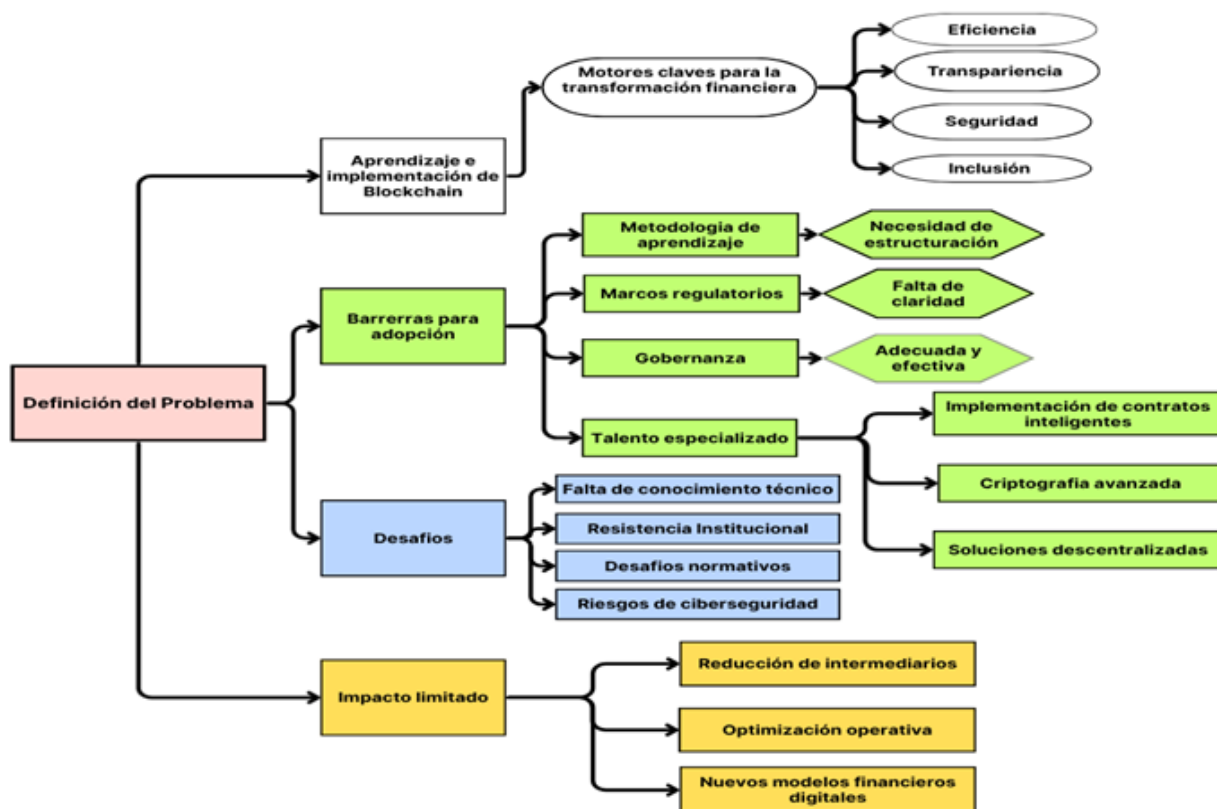 Eficiencia
Motores claves para la
transformación financiera
Transpariencia
Seguridad
Inclusión
Aprendizaje e
implementación de
Blockchain
Metodologia de
aprendizaje
Necesidad de
estructuración
Marcos regulatorios
Falta de
claridad
Barrerras para
adopción
Gobernanza
Adecuada y
efectiva
Definición del Problema
Talento especializado
Implementación de contratos
inteligentes
Criptografia avanzada
Soluciones descentralizadas
Desafios
Falta de conocimiento técnico
Resistencia Institucional
Desafios normativos
Riesgos de ciberseguridad
Impacto limitado
Reducción de intermediarios
Optimización operativa
Nuevos modelos financieros
digitales